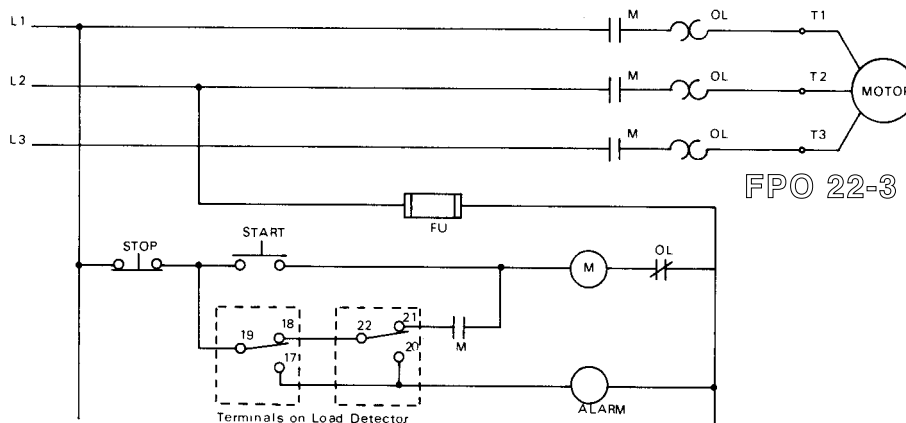 L1
M
OL
T1
L2
M
OL
T2
MOTOR
L3
M
OL
T3
FPO 22-3
FU
STOP
START
OL
M
19
18
22
21
M
17
20
ALARM
Terminals on Load Detector